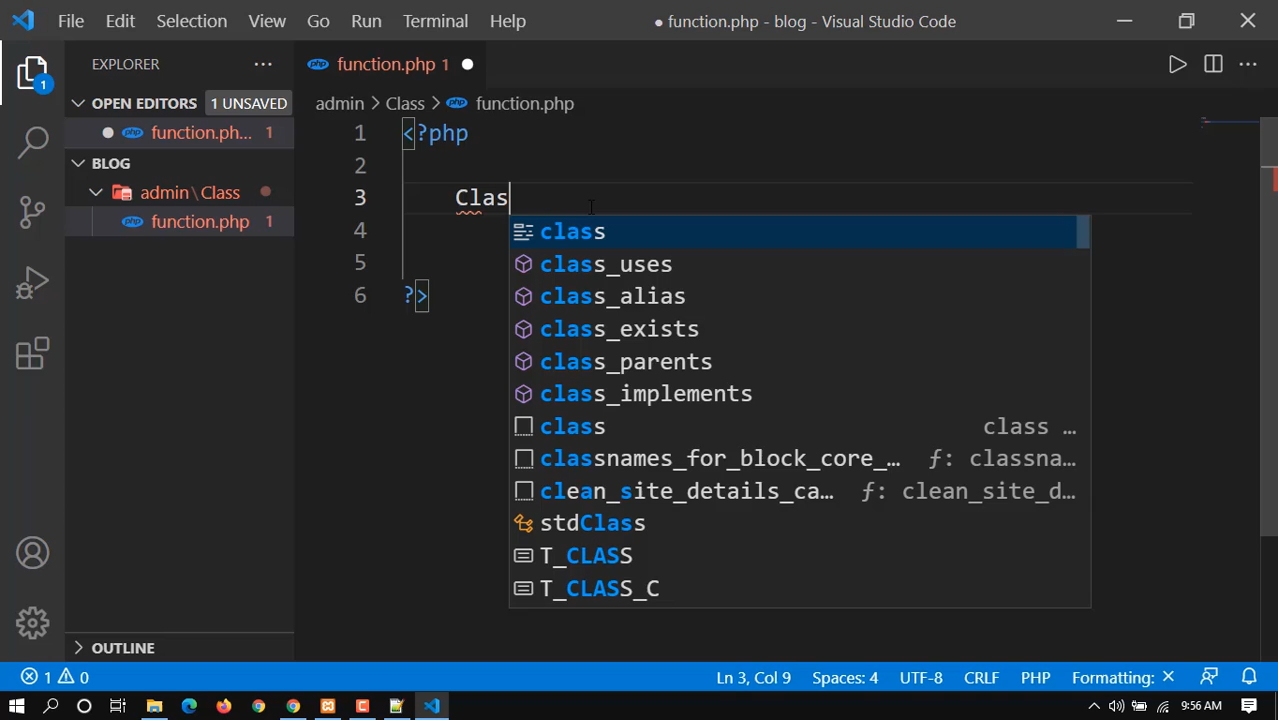 File Edit Selection View Go Run Terminal Help ● function.php - blog - Visual Studio Code
EXPLORER ···
function.php 1
OPEN EDITORS 1 UNSAVED
function.ph... 1
BLOG
admin\Class
function.php 1
OUTLINE
admin > Class > function.php
1 <?php
2
3 Clas
4
5
6 ?>
class
class_uses
class_alias
class_exists
class_parents
class_implements
class class …
classnames_for_block_core_… ƒ: classna…
clean_site_details_ca… ƒ: clean_site_d…
stdClass
T_CLASS
T_CLASS_C
1
1 0 Ln 3, Col 9 Spaces: 4 UTF-8 CRLF PHP Formatting: ✕
9:56 AM